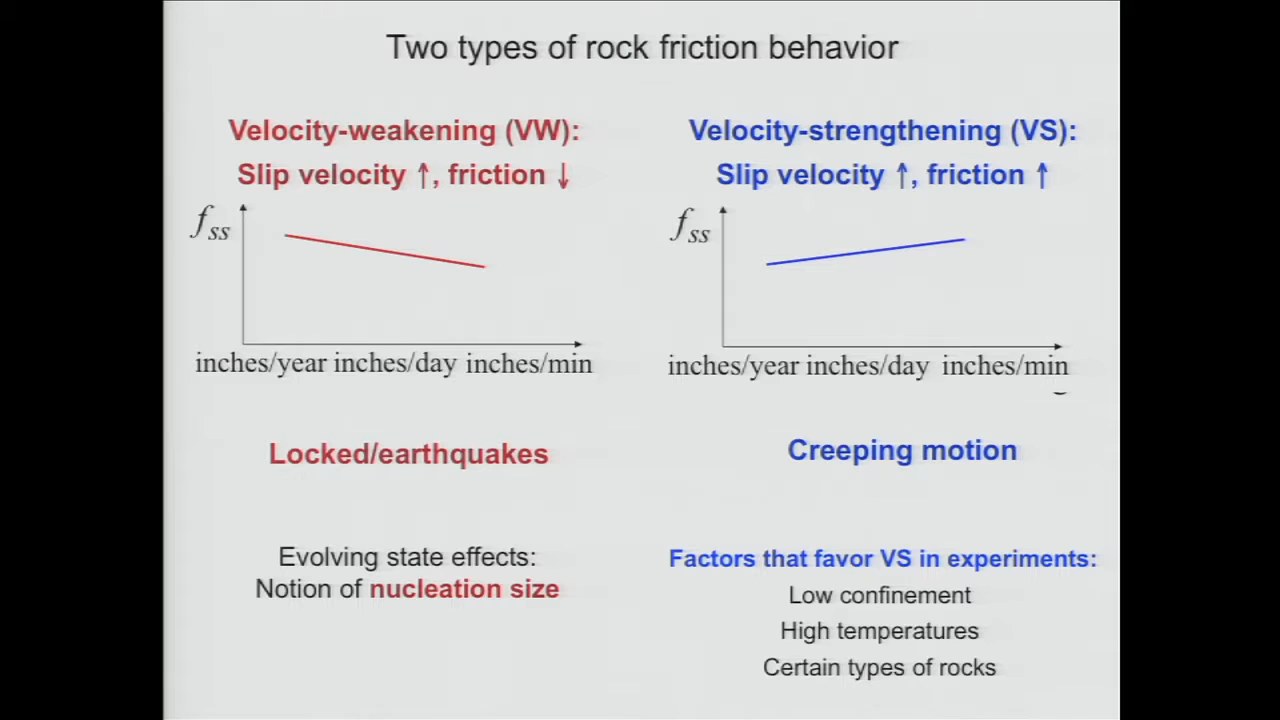 Two types of rock friction behavior
Velocity-weakening (VW):
Slip velocity ↑, friction ↓
f_ss
inches/year inches/day inches/min
Locked/earthquakes
Evolving state effects:
Notion of nucleation size
Velocity-strengthening (VS):
Slip velocity ↑, friction ↑
f_ss
inches/year inches/day inches/min
Creeping motion
Factors that favor VS in experiments:
Low confinement
High temperatures
Certain types of rocks